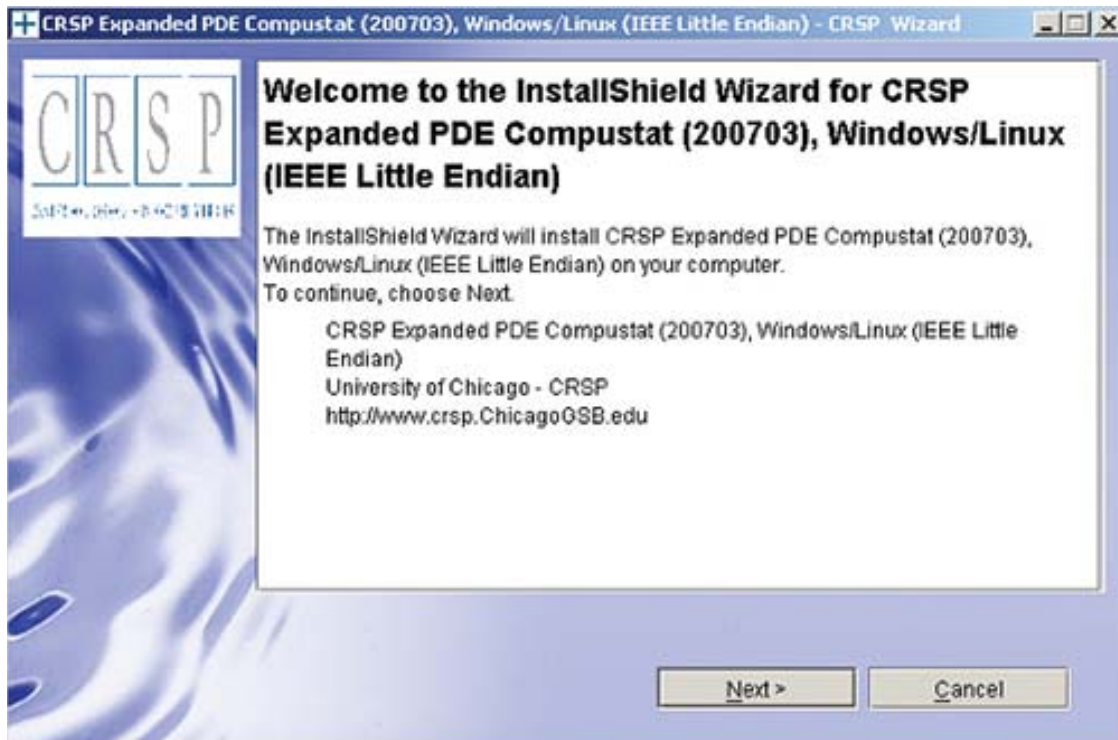 CRSP Expanded PDE Compustat (200703), Windows/Linux (IEEE Little Endian) - CRSP Wizard
CRSP
Welcome to the InstallShield Wizard for CRSP
Expanded PDE Compustat (200703), Windows/Linux
(IEEE Little Endian)
The InstallShield Wizard will install CRSP Expanded PDE Compustat (200703),
Windows/Linux (IEEE Little Endian) on your computer.
To continue, choose Next.
CRSP Expanded PDE Compustat (200703), Windows/Linux (IEEE Little
Endian)
University of Chicago - CRSP
http://www.crsp.ChicagoGSB.edu
Next >
Cancel